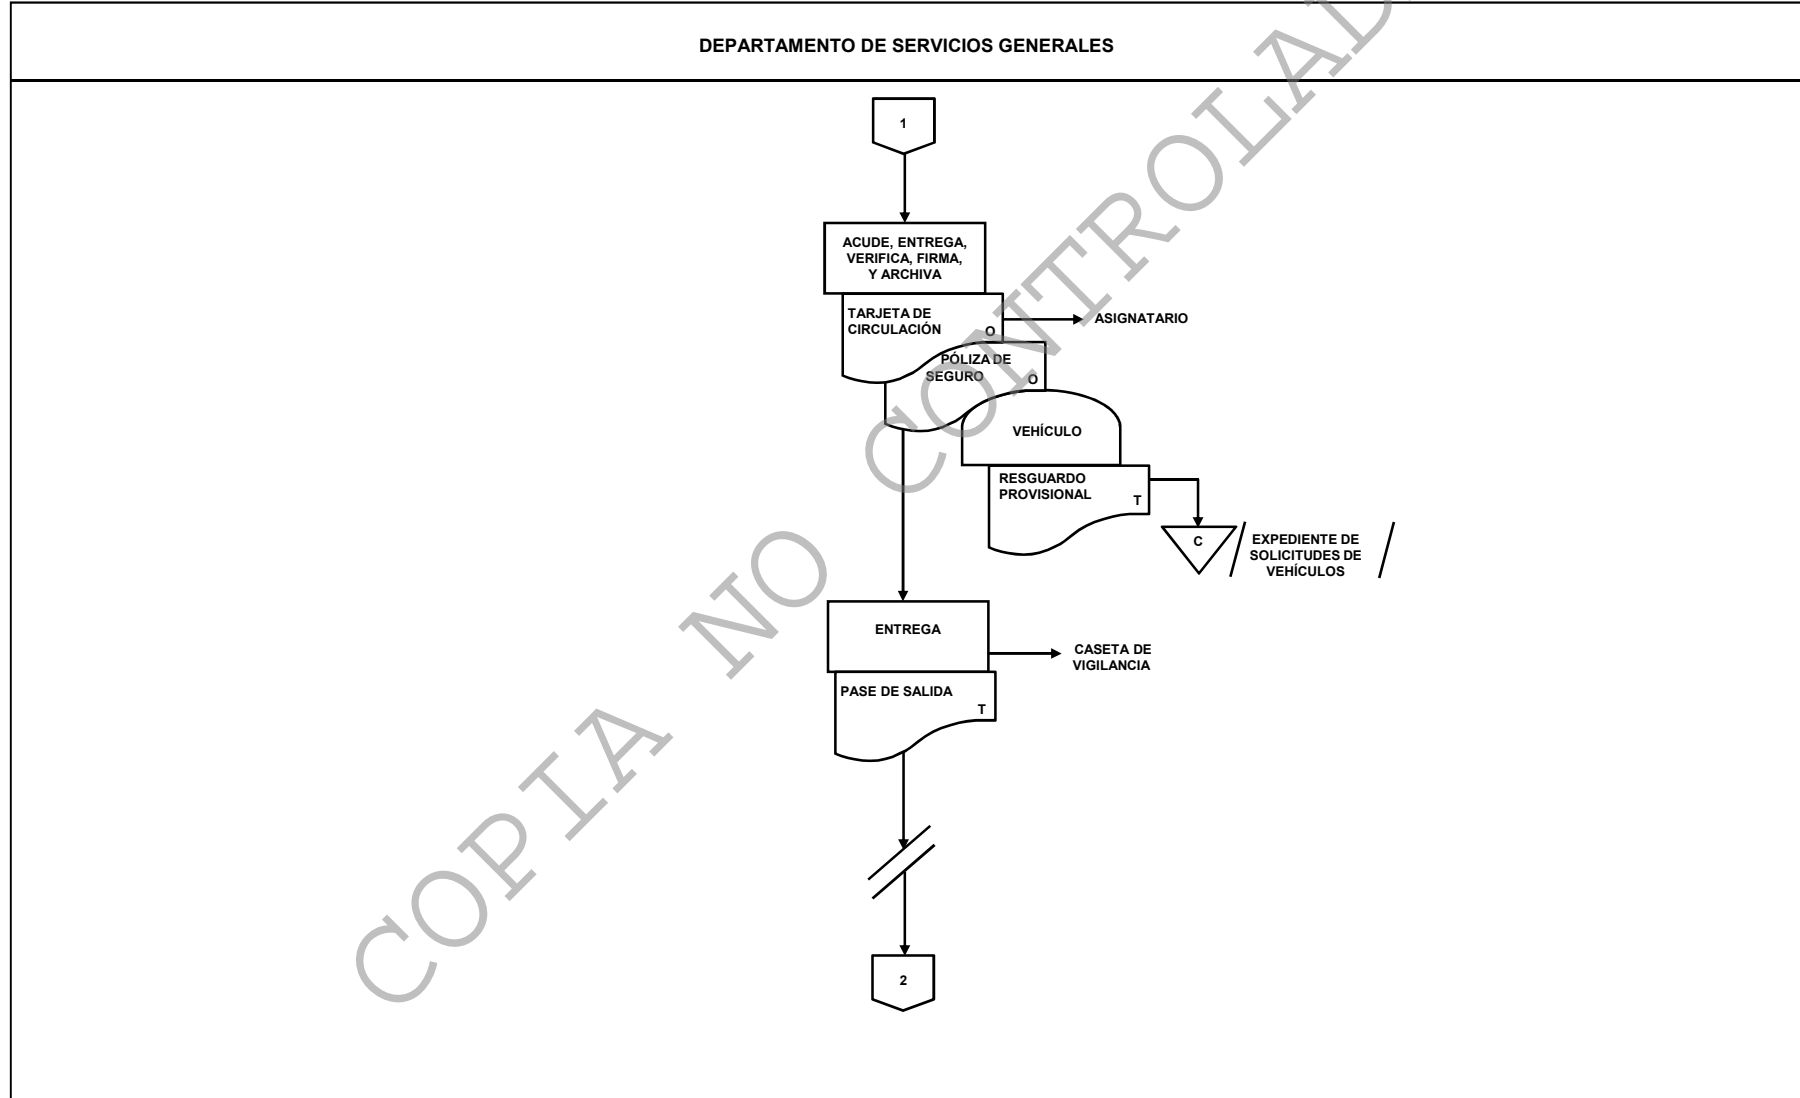 DEPARTAMENTO DE SERVICIOS GENERALES
1
ACUDE, ENTREGA,
VERIFICA, FIRMA,
Y ARCHIVA
TARJETA DE
CIRCULACIÓN
O
ASIGNATARIO
PÓLIZA DE
SEGURO
O
VEHÍCULO
RESGUARDO
PROVISIONAL
T
C
EXPEDIENTE DE
SOLICITUDES DE
VEHÍCULOS
ENTREGA
CASETA DE
VIGILANCIA
PASE DE SALIDA
T
2
COPIA NO CONTROLAD